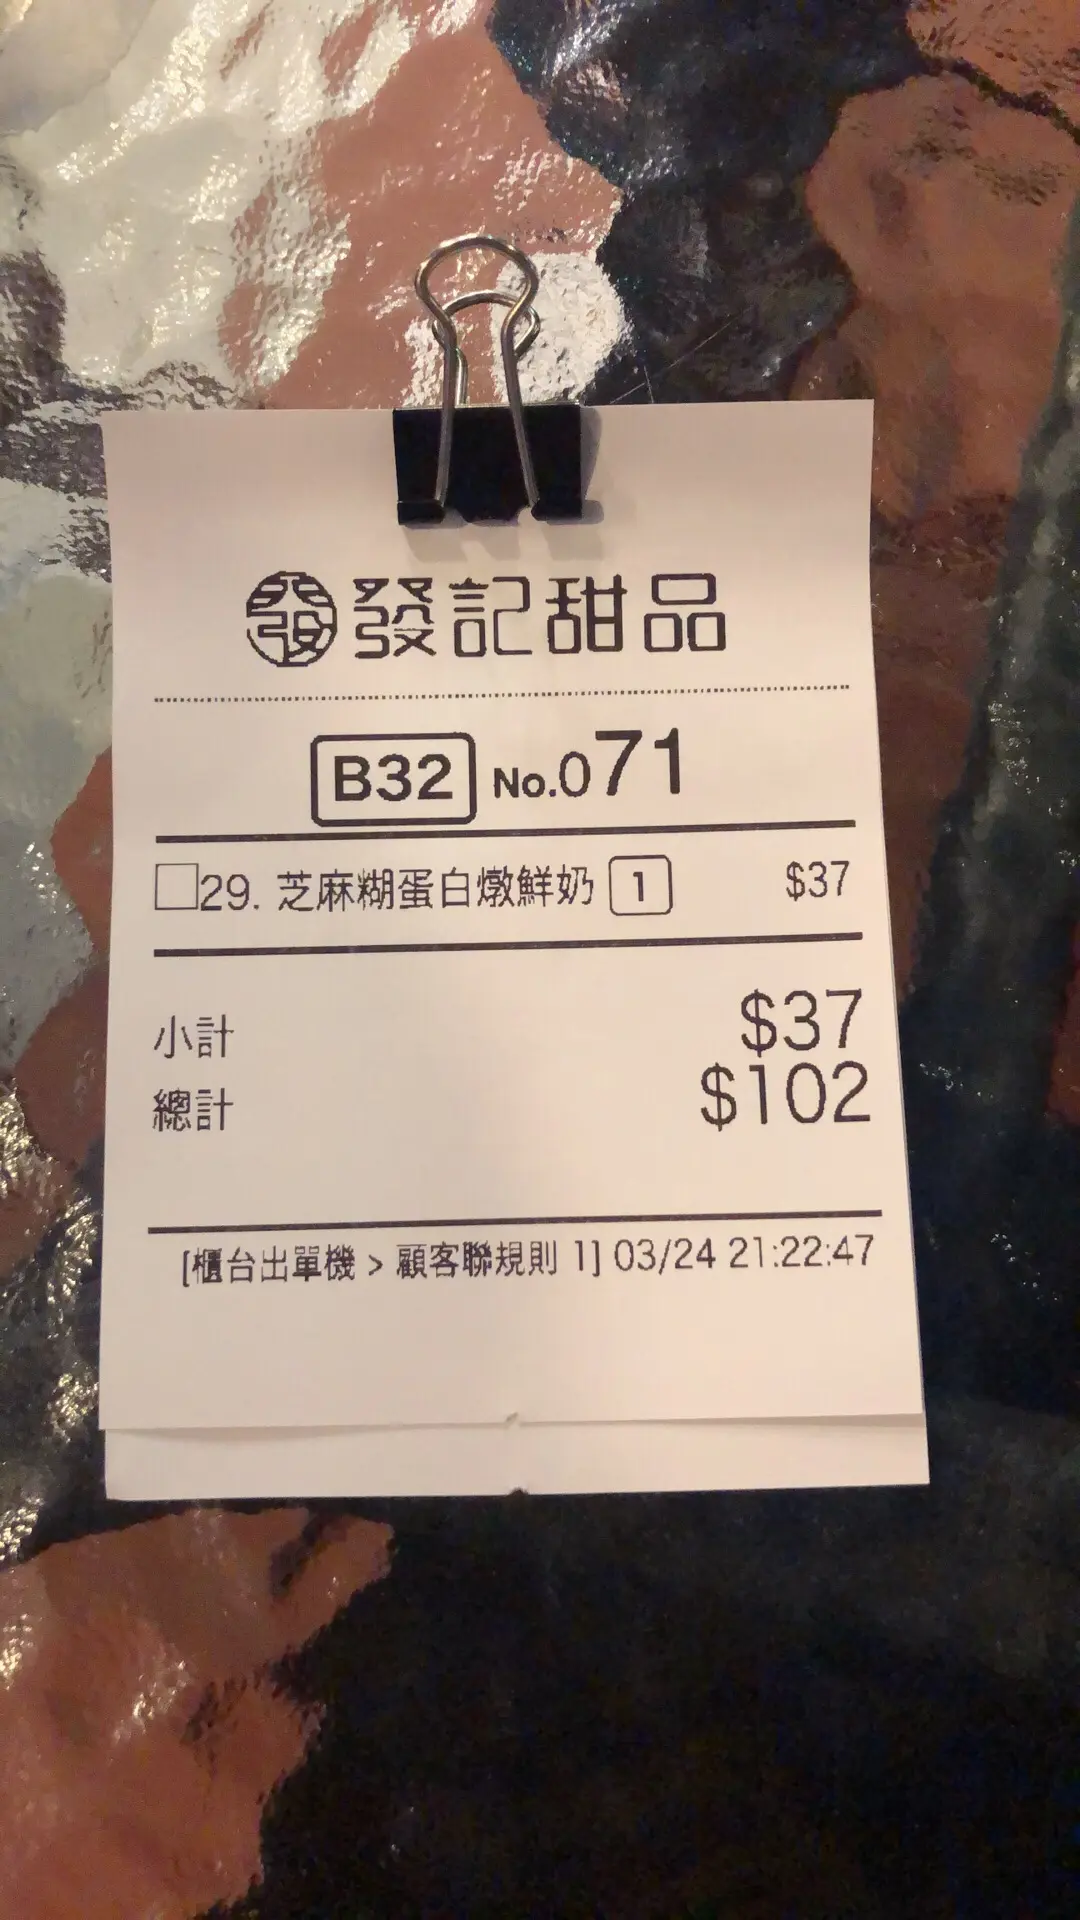 發 發記甜品
B32 No.071
29. 芝麻糊蛋白燉鮮奶 1 $37
小計 $37
總計 $102
[櫃台出單機 > 顧客聯規則 1] 03/24 21:22:47